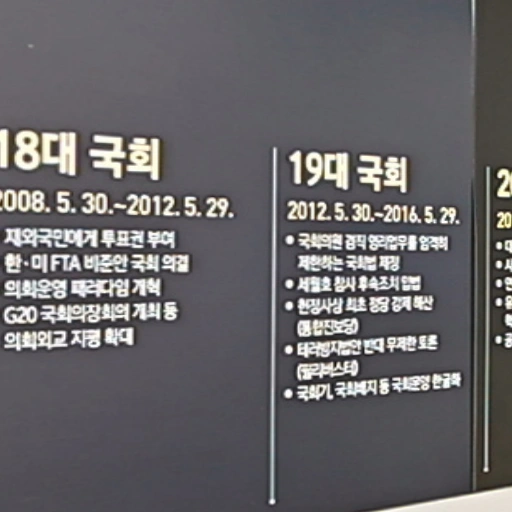 18대 국회
2008. 5. 30.~2012. 5. 29.
재외국민에게 투표권 부여
한·미 FTA 비준안 국회 의결
의회운영 패러다임 개혁
G20 국회의장회의 개최 등
의회외교 지평 확대
19대 국회
2012. 5. 30.~2016. 5. 29.
• 국회의원 겸직 영리업무를 엄격히
제한하는 국회법 개정
• 세월호 참사 후속조치 입법
• 헌정사상 최초 정당 강제 해산
(통합진보당)
• 테러방지법안 반대 무제한 토론
(필리버스터)
• 국회기, 국회배지 등 국회운영 한글화